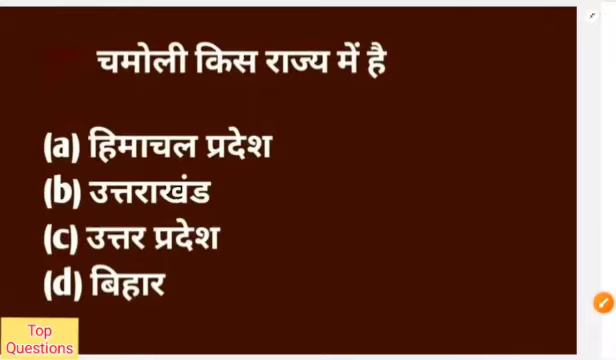 चमोली किस राज्य में है
(a) हिमाचल प्रदेश
(b) उत्तराखंड
(c) उत्तर प्रदेश
(d) बिहार
Top
Questions